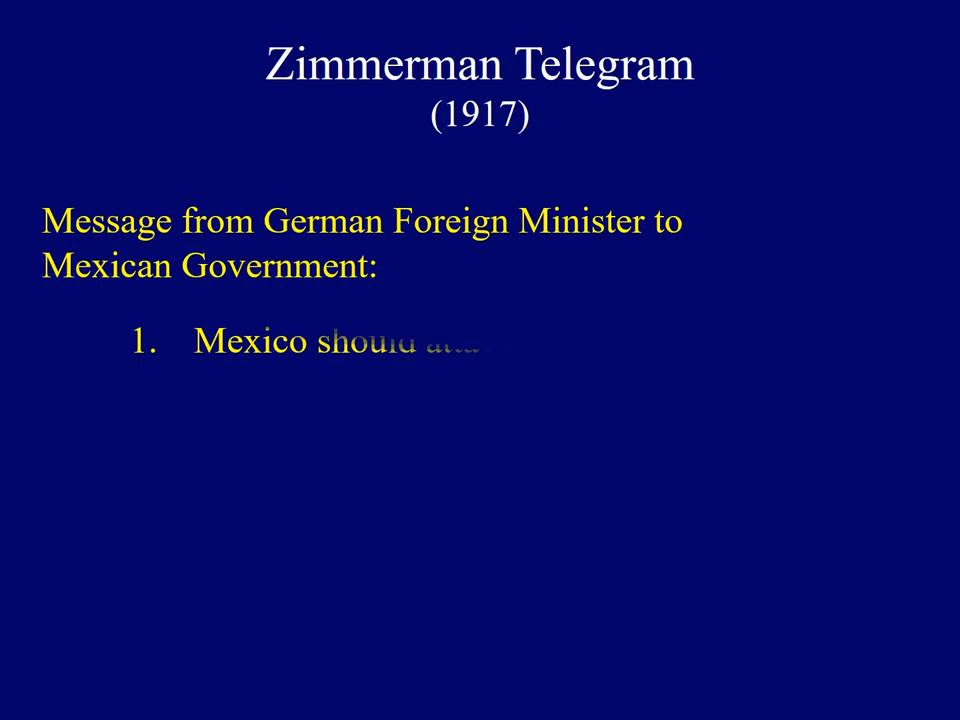 Zimmerman Telegram
(1917)
Message from German Foreign Minister to
Mexican Government:
1. Mexico should